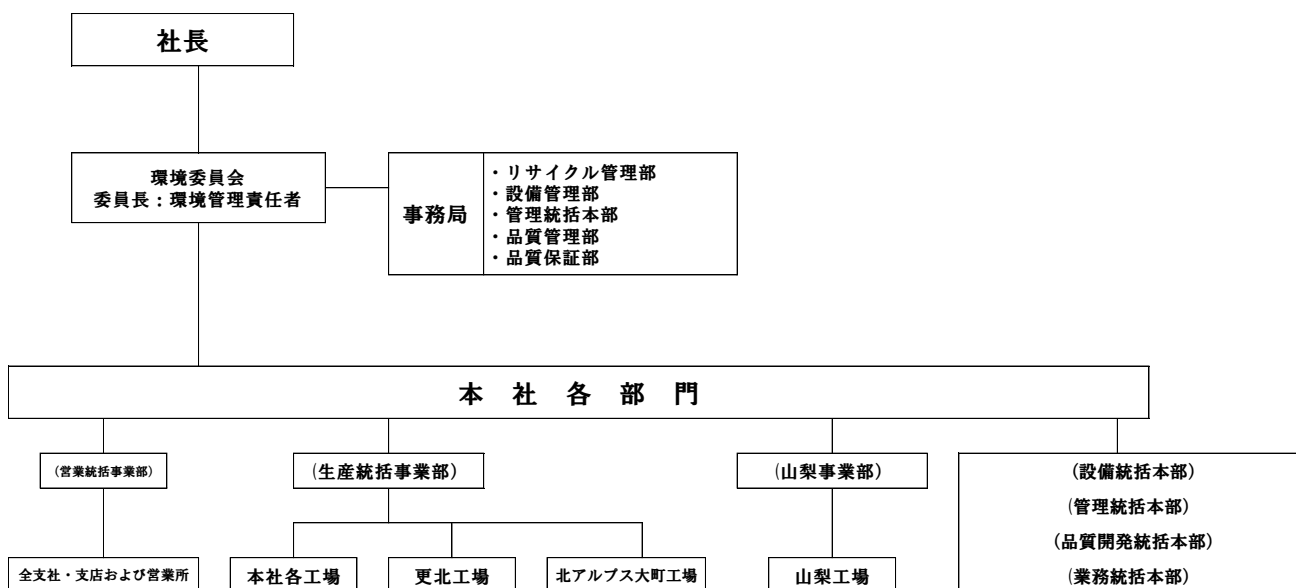 社長
環境委員会
委員長：環境管理責任者
事務局
・リサイクル管理部
・設備管理部
・管理統括本部
・品質管理部
・品質保証部
本社各部門
(営業統括事業部)
(生産統括事業部)
(山梨事業部)
(設備統括本部)
(管理統括本部)
(品質開発統括本部)
(業務統括本部)
全支社・支店および営業所
本社各工場
更北工場
北アルプス大町工場
山梨工場